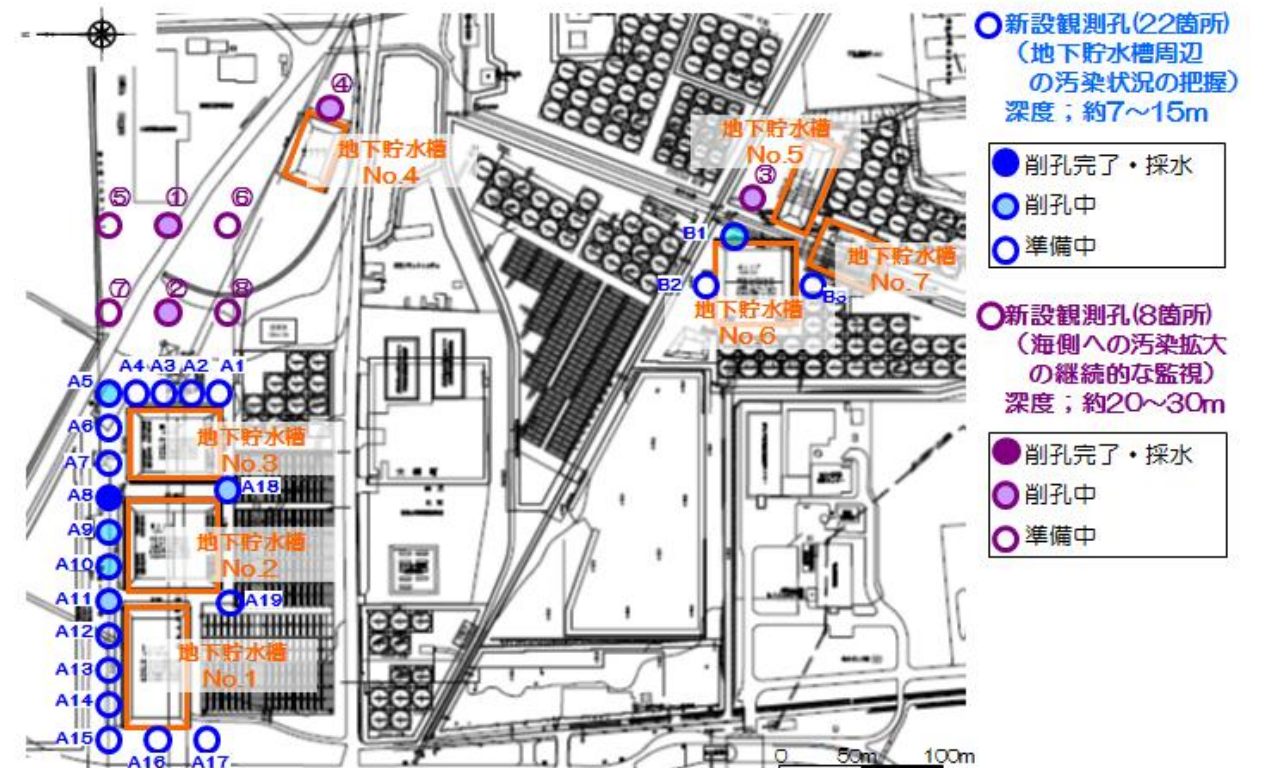 新設観測孔(22箇所)
(地下貯水槽周辺
の汚染状況の把握)
深度；約7～15m
削孔完了・採水
削孔中
準備中
新設観測孔(8箇所)
(海側への汚染拡大
の継続的な監視)
深度；約20～30m
削孔完了・採水
削孔中
準備中
④
地下貯水槽
No.4
地下貯水槽
No.5
③
⑤
①
⑥
B1
地下貯水槽
No.7
B2
B3
地下貯水槽
No.6
⑦
②
⑧
A5
A4
A3
A2
A1
A6
地下貯水槽
No.3
A7
A8
A18
A9
地下貯水槽
No.2
A10
A11
A19
A12
地下貯水槽
No.1
A13
A14
A15
A16
A17
0
50m
100m